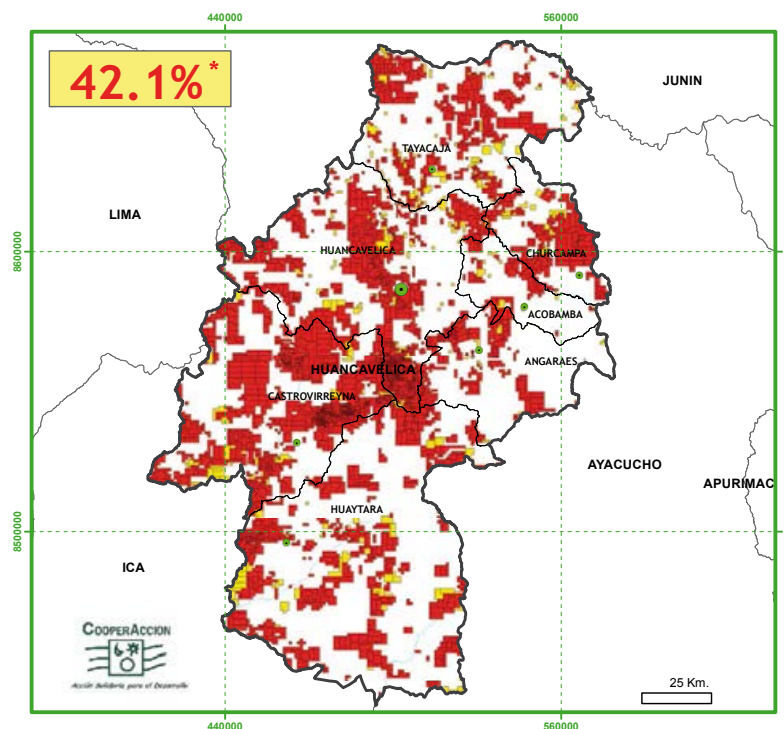 440000
560000
42.1%*
JUNIN
TAYACAJA
LIMA
8600000
HUANCAVELICA
CHURCAMPA
ACOBAMBA
ANGARAES
HUANCAVELICA
CASTROVIRREYNA
AYACUCHO
APURIMAC
HUAYTARA
8500000
ICA
COOPERACCION
Acción Solidaria para el Desarrollo
25 Km.
440000
560000